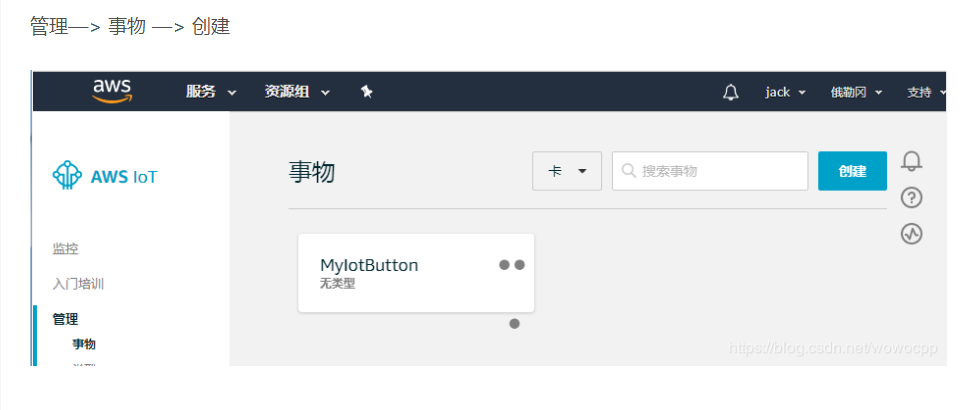 管理—> 事物 —> 创建
aws 服务 资源组 jack 俄勒冈 支持
AWS IoT
事物 卡 搜索事物 创建
监控
入门培训
管理
事物
MyIotButton
无类型
https://blog.csdn.net/wowocpp